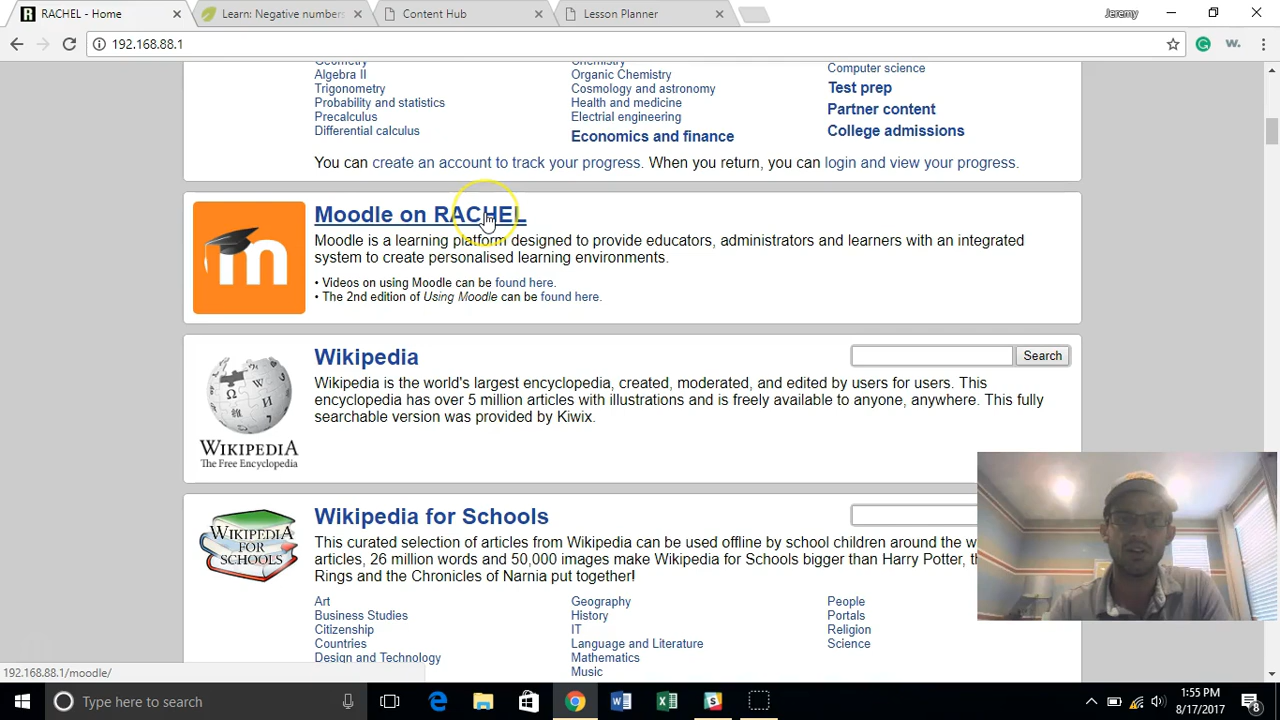 RACHEL - Home
Learn: Negative numbers
Content Hub
Lesson Planner
Jeremy
192.168.88.1
Geometry
Algebra II
Trigonometry
Probability and statistics
Precalculus
Differential calculus
Chemistry
Organic Chemistry
Cosmology and astronomy
Health and medicine
Electrial engineering
Economics and finance
Computer science
Test prep
Partner content
College admissions
You can create an account to track your progress. When you return, you can login and view your progress.
Moodle on RACHEL
Moodle is a learning platform designed to provide educators, administrators and learners with an integrated
system to create personalised learning environments.
• Videos on using Moodle can be found here.
• The 2nd edition of Using Moodle can be found here.
m
Wikipedia
Search
Wikipedia is the world's largest encyclopedia, created, moderated, and edited by users for users. This
encyclopedia has over 5 million articles with illustrations and is freely available to anyone, anywhere. This fully
searchable version was provided by Kiwix.
WIKIPEDIA
The Free Encyclopedia
Wikipedia for Schools
This curated selection of articles from Wikipedia can be used offline by school children around the w
articles, 26 million words and 50,000 images make Wikipedia for Schools bigger than Harry Potter, th
Rings and the Chronicles of Narnia put together!
WIKIPEDIA
FOR
SCHOOLS
Art
Business Studies
Citizenship
Countries
Design and Technology
Geography
History
IT
Language and Literature
Mathematics
Music
People
Portals
Religion
Science
192.168.88.1/moodle/
Type here to search
1:55 PM
8/17/2017
8